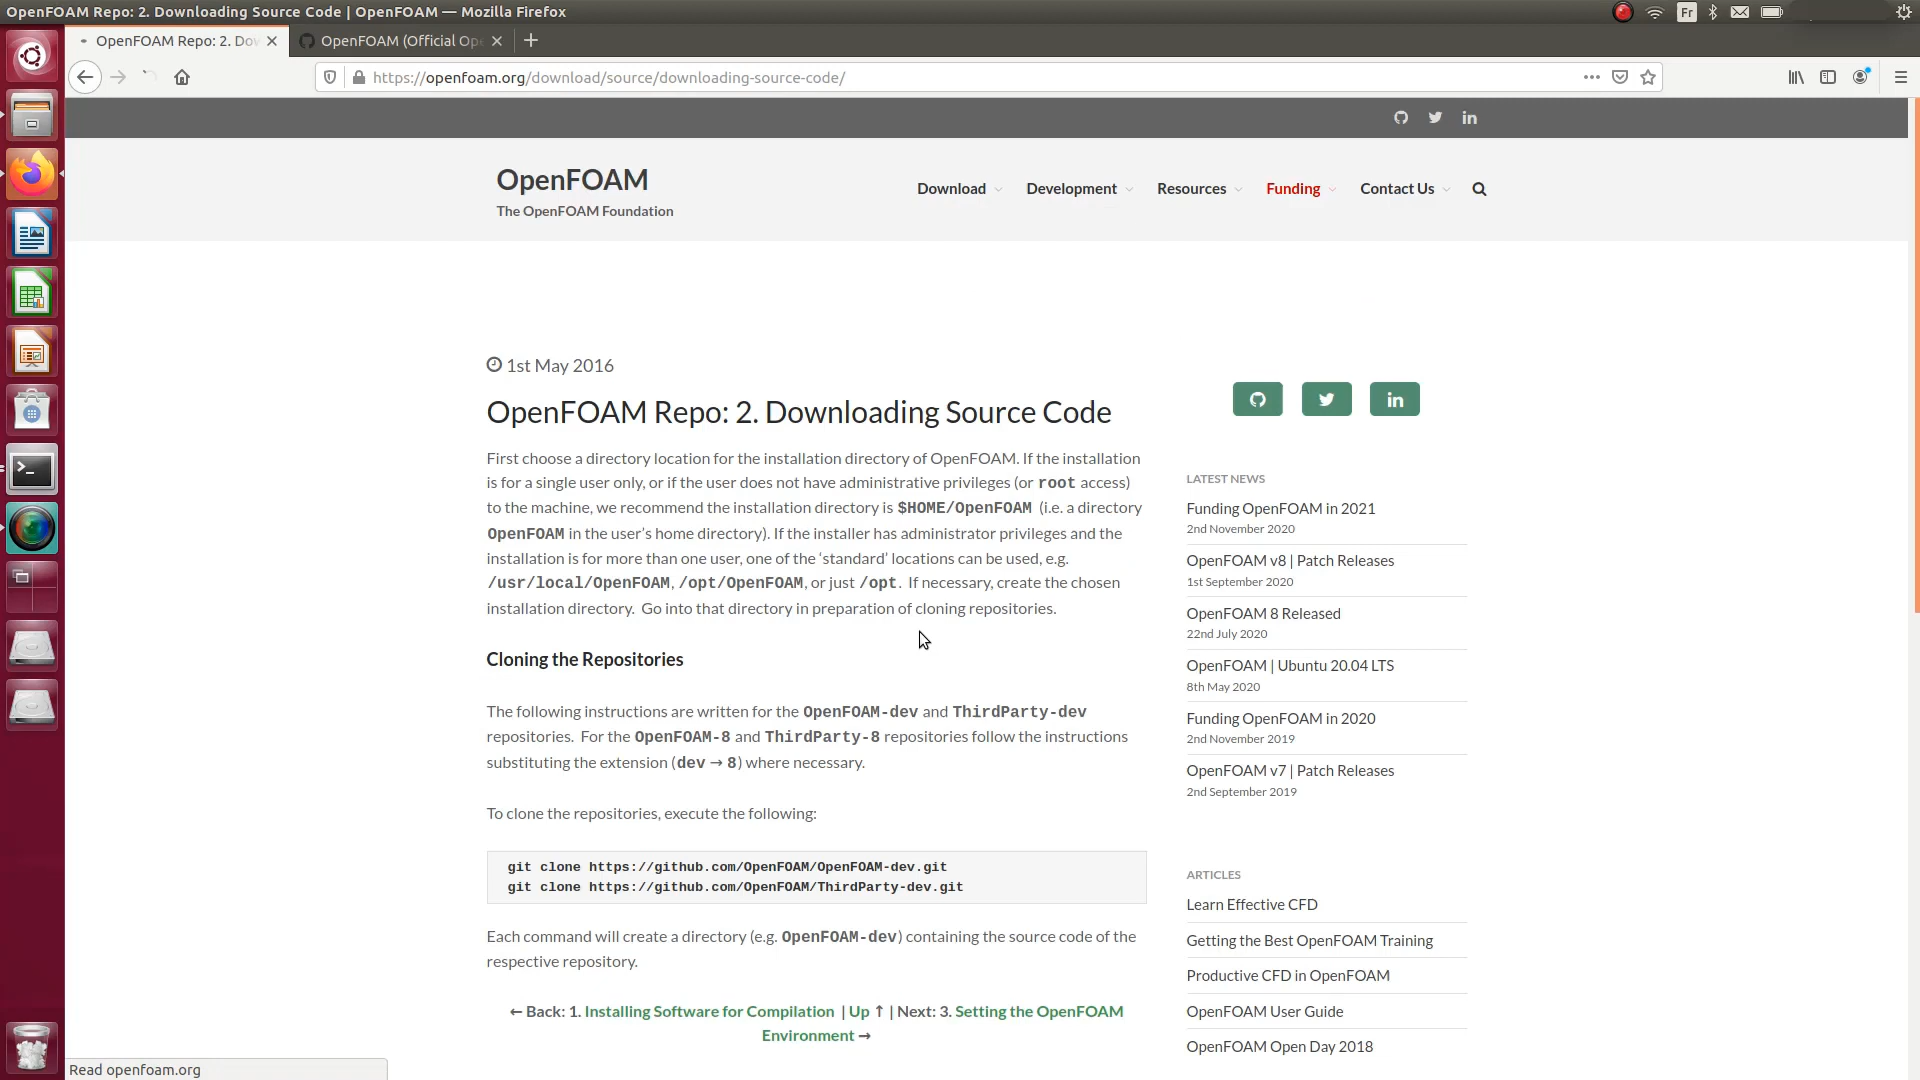 OpenFOAM Repo: 2. Downloading Source Code | OpenFOAM — Mozilla Firefox
Fr
OpenFOAM Repo: 2. Dow
OpenFOAM (Official Ope
https://openfoam.org/download/source/downloading-source-code/
OpenFOAM
The OpenFOAM Foundation
Download
Development
Resources
Funding
Contact Us
1st May 2016
OpenFOAM Repo: 2. Downloading Source Code
First choose a directory location for the installation directory of OpenFOAM. If the installation
is for a single user only, or if the user does not have administrative privileges (or root access)
to the machine, we recommend the installation directory is $HOME/OpenFOAM (i.e. a directory
OpenFOAM in the user’s home directory). If the installer has administrator privileges and the
installation is for more than one user, one of the ‘standard’ locations can be used, e.g.
/usr/local/OpenFOAM, /opt/OpenFOAM, or just /opt. If necessary, create the chosen
installation directory. Go into that directory in preparation of cloning repositories.
Cloning the Repositories
The following instructions are written for the OpenFOAM-dev and ThirdParty-dev
repositories. For the OpenFOAM-8 and ThirdParty-8 repositories follow the instructions
substituting the extension (dev → 8) where necessary.
To clone the repositories, execute the following:
git clone https://github.com/OpenFOAM/OpenFOAM-dev.git
git clone https://github.com/OpenFOAM/ThirdParty-dev.git
Each command will create a directory (e.g. OpenFOAM-dev) containing the source code of the
respective repository.
← Back: 1. Installing Software for Compilation | Up ↑ | Next: 3. Setting the OpenFOAM
Environment →
LATEST NEWS
Funding OpenFOAM in 2021
2nd November 2020
OpenFOAM v8 | Patch Releases
1st September 2020
OpenFOAM 8 Released
22nd July 2020
OpenFOAM | Ubuntu 20.04 LTS
8th May 2020
Funding OpenFOAM in 2020
2nd November 2019
OpenFOAM v7 | Patch Releases
2nd September 2019
ARTICLES
Learn Effective CFD
Getting the Best OpenFOAM Training
Productive CFD in OpenFOAM
OpenFOAM User Guide
OpenFOAM Open Day 2018
Read openfoam.org